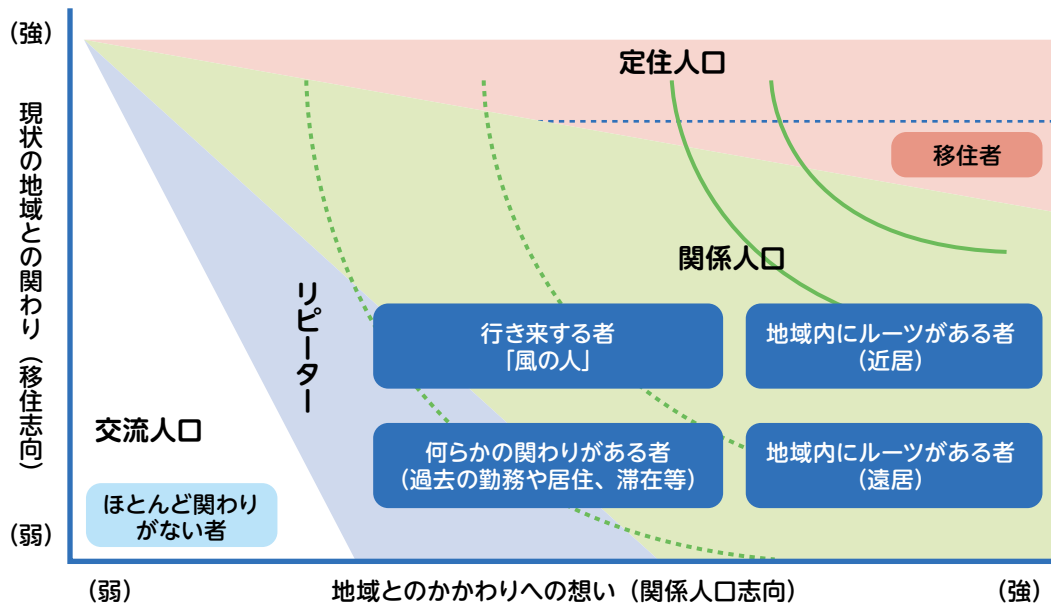 (強)
現状の地域との関わり(移住志向)
(弱)
定住人口
移住者
関係人口
リピーター
行き来する者
「風の人」
地域内にルーツがある者
(近居)
交流人口
何らかの関わりがある者
(過去の勤務や居住、滞在等)
地域内にルーツがある者
(遠居)
ほとんど関わり
がない者
(弱)
地域とのかかわりへの想い(関係人口志向)
(強)